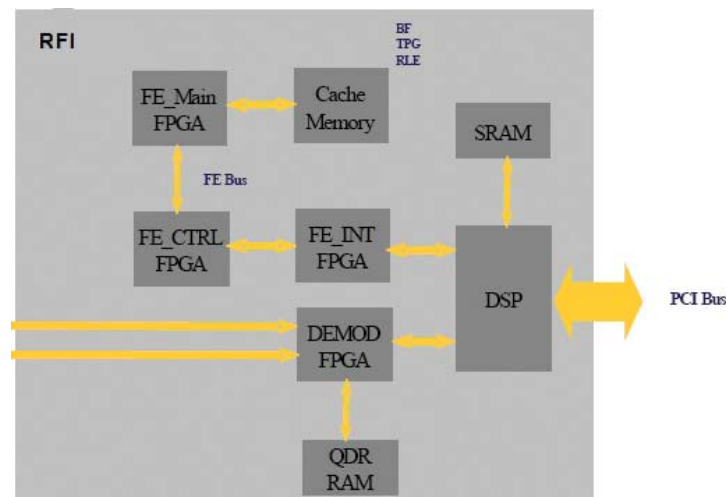 RFI
BF
TPG
RLE
FE_Main
FPGA
Cache
Memory
SRAM
FE Bus
FE_CTRL
FPGA
FE_INT
FPGA
DSP
PCI Bus
DEMOD
FPGA
QDR
RAM